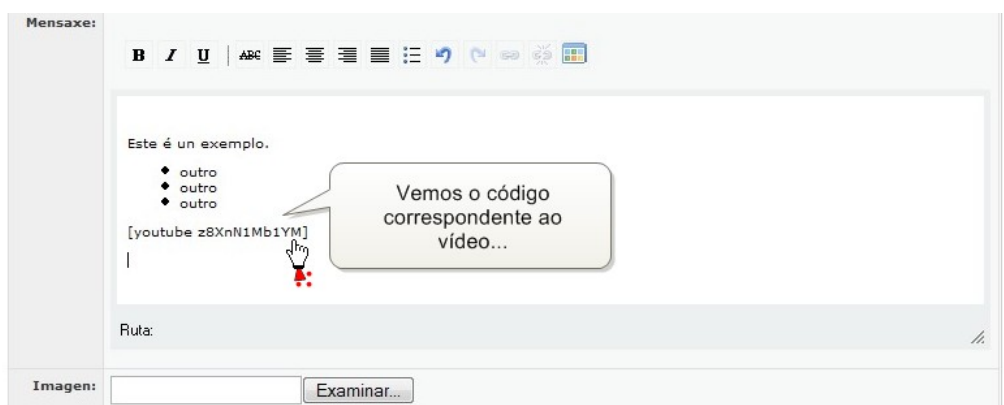 Mensaxe:
B I U ABC
Este é un exemplo.
outro
outro
outro
[youtube z8XnN1Mb1YM]
Vemos o código
correspondente ao
vídeo...
Ruta:
Imagen:
Examinar...